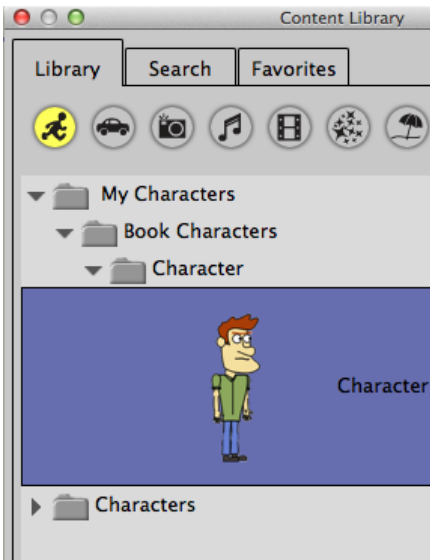 Content Library
Library Search Favorites
My Characters
Book Characters
Character
Character
Characters